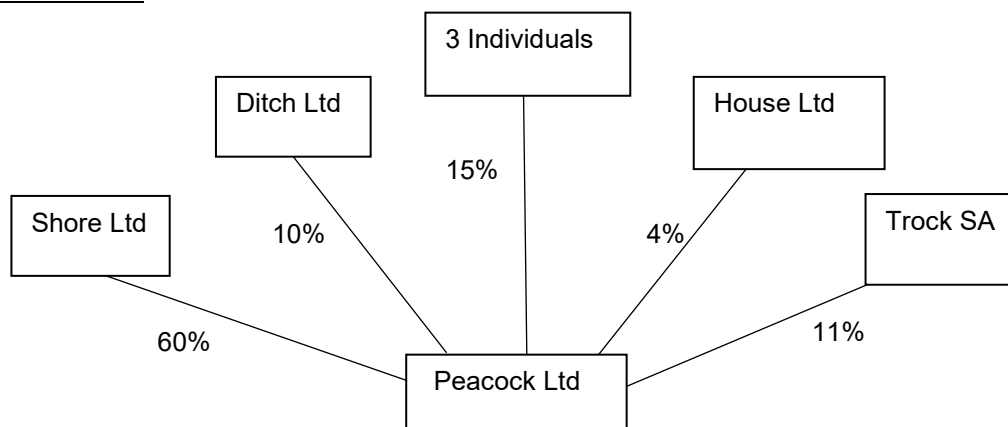 3 Individuals
Ditch Ltd
House Ltd
15%
Shore Ltd
Trock SA
10%
4%
60%
11%
Peacock Ltd